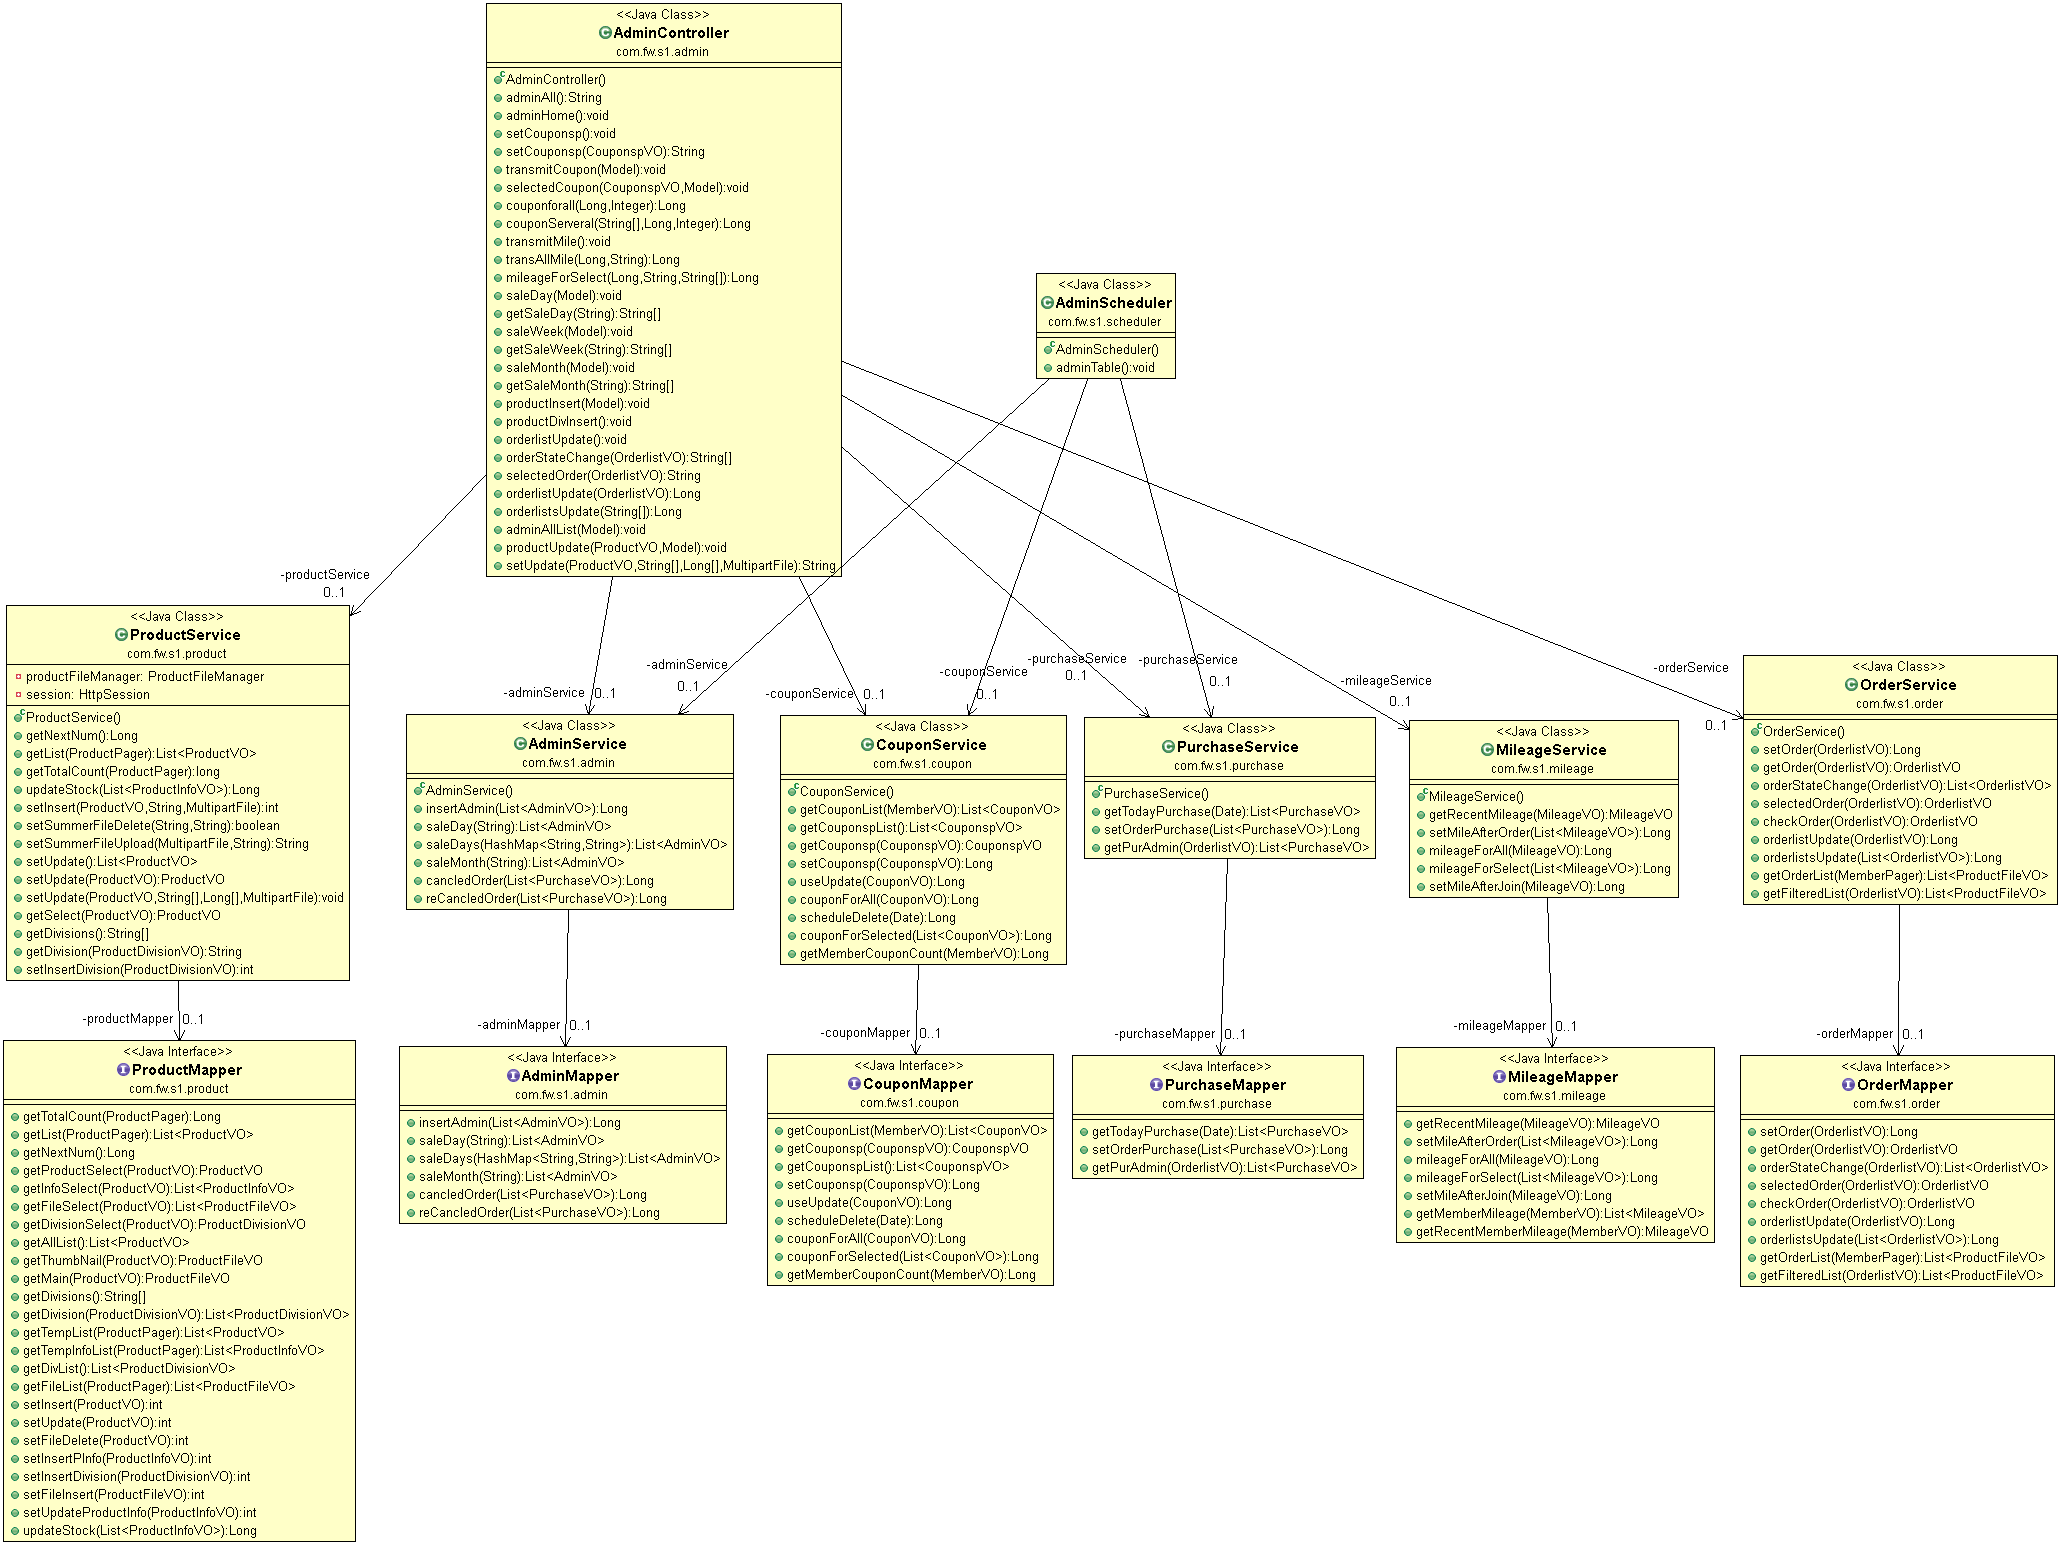 <<Java Class>>
AdminController
com.fw.s1.admin
AdminController()
adminAll():String
adminHome():void
setCouponsp():void
setCouponsp(CouponspVO):String
transmitCoupon(Model):void
selectedCoupon(CouponspVO,Model):void
couponforall(Long,Integer):Long
couponServeral(String[],Long,Integer):Long
transmitMile():void
transAllMile(Long,String):Long
mileageForSelect(Long,String,String[]):Long
saleDay(Model):void
getSaleDay(String):String[]
saleWeek(Model):void
getSaleWeek(String):String[]
saleMonth(Model):void
getSaleMonth(String):String[]
productInsert(Model):void
productDivInsert():void
orderlistUpdate():void
orderStateChange(OrderlistVO):String[]
selectedOrder(OrderlistVO):String
orderlistUpdate(OrderlistVO):Long
orderlistsUpdate(String[]):Long
adminAllList(Model):void
productUpdate(ProductVO,Model):void
setUpdate(ProductVO,String[],Long[],MultipartFile):String
<<Java Class>>
AdminScheduler
com.fw.s1.scheduler
AdminScheduler()
adminTable():void
-productService
0..1
-adminService
0..1
-adminService
0..1
-couponService
0..1
-couponService
0..1
-purchaseService
0..1
-purchaseService
0..1
-mileageService
0..1
-orderService
0..1
<<Java Class>>
ProductService
com.fw.s1.product
productFileManager: ProductFileManager
session: HttpSession
ProductService()
getNextNum():Long
getList(ProductPager):List<ProductVO>
getTotalCount(ProductPager):long
updateStock(List<ProductInfoVO>):Long
setInsert(ProductVO,String,MultipartFile):int
setSummerFileDelete(String,String):boolean
setSummerFileUpload(MultipartFile,String):String
setUpdate():List<ProductVO>
setUpdate(ProductVO):ProductVO
setUpdate(ProductVO,String[],Long[],MultipartFile):void
getSelect(ProductVO):ProductVO
getDivisions():String[]
getDivision(ProductDivisionVO):String
setInsertDivision(ProductDivisionVO):int
<<Java Class>>
AdminService
com.fw.s1.admin
AdminService()
insertAdmin(List<AdminVO>):Long
saleDay(String):List<AdminVO>
saleDays(HashMap<String,String>):List<AdminVO>
saleMonth(String):List<AdminVO>
cancledOrder(List<PurchaseVO>):Long
reCancledOrder(List<PurchaseVO>):Long
<<Java Class>>
CouponService
com.fw.s1.coupon
CouponService()
getCouponList(MemberVO):List<CouponVO>
getCouponspList():List<CouponspVO>
getCouponsp(CouponspVO):CouponspVO
setCouponsp(CouponspVO):Long
useUpdate(CouponVO):Long
couponForAll(CouponVO):Long
scheduleDelete(Date):Long
couponForSelected(List<CouponVO>):Long
getMemberCouponCount(MemberVO):Long
<<Java Class>>
PurchaseService
com.fw.s1.purchase
PurchaseService()
getTodayPurchase(Date):List<PurchaseVO>
setOrderPurchase(List<PurchaseVO>):Long
getPurAdmin(OrderlistVO):List<PurchaseVO>
<<Java Class>>
MileageService
com.fw.s1.mileage
MileageService()
getRecentMileage(MileageVO):MileageVO
setMileAfterOrder(List<MileageVO>):Long
mileageForAll(MileageVO):Long
mileageForSelect(List<MileageVO>):Long
setMileAfterJoin(MileageVO):Long
<<Java Class>>
OrderService
com.fw.s1.order
OrderService()
setOrder(OrderlistVO):Long
getOrder(OrderlistVO):OrderlistVO
orderStateChange(OrderlistVO):List<OrderlistVO>
selectedOrder(OrderlistVO):OrderlistVO
checkOrder(OrderlistVO):OrderlistVO
orderlistUpdate(OrderlistVO):Long
orderlistsUpdate(List<OrderlistVO>):Long
getOrderList(MemberPager):List<ProductFileVO>
getFilteredList(OrderlistVO):List<ProductFileVO>
-productMapper
0..1
-adminMapper
0..1
-couponMapper
0..1
-purchaseMapper
0..1
-mileageMapper
0..1
-orderMapper
0..1
<<Java Interface>>
ProductMapper
com.fw.s1.product
getTotalCount(ProductPager):Long
getList(ProductPager):List<ProductVO>
getNextNum():Long
getProductSelect(ProductVO):ProductVO
getInfoSelect(ProductVO):List<ProductInfoVO>
getFileSelect(ProductVO):List<ProductFileVO>
getDivisionSelect(ProductVO):ProductDivisionVO
getAllList():List<ProductVO>
getThumbNail(ProductVO):ProductFileVO
getMain(ProductVO):ProductFileVO
getDivisions():String[]
getDivision(ProductDivisionVO):List<ProductDivisionVO>
getTempList(ProductPager):List<ProductVO>
getTempInfoList(ProductPager):List<ProductInfoVO>
getDivList():List<ProductDivisionVO>
getFileList(ProductPager):List<ProductFileVO>
setInsert(ProductVO):int
setUpdate(ProductVO):int
setFileDelete(ProductVO):int
setInsertPInfo(ProductInfoVO):int
setInsertDivision(ProductDivisionVO):int
setFileInsert(ProductFileVO):int
setUpdateProductInfo(ProductInfoVO):int
updateStock(List<ProductInfoVO>):Long
<<Java Interface>>
AdminMapper
com.fw.s1.admin
insertAdmin(List<AdminVO>):Long
saleDay(String):List<AdminVO>
saleDays(HashMap<String,String>):List<AdminVO>
saleMonth(String):List<AdminVO>
cancledOrder(List<PurchaseVO>):Long
reCancledOrder(List<PurchaseVO>):Long
<<Java Interface>>
CouponMapper
com.fw.s1.coupon
getCouponList(MemberVO):List<CouponVO>
getCouponsp(CouponspVO):CouponspVO
getCouponspList():List<CouponspVO>
setCouponsp(CouponspVO):Long
useUpdate(CouponVO):Long
scheduleDelete(Date):Long
couponForAll(CouponVO):Long
couponForSelected(List<CouponVO>):Long
getMemberCouponCount(MemberVO):Long
<<Java Interface>>
PurchaseMapper
com.fw.s1.purchase
getTodayPurchase(Date):List<PurchaseVO>
setOrderPurchase(List<PurchaseVO>):Long
getPurAdmin(OrderlistVO):List<PurchaseVO>
<<Java Interface>>
MileageMapper
com.fw.s1.mileage
getRecentMileage(MileageVO):MileageVO
setMileAfterOrder(List<MileageVO>):Long
mileageForAll(MileageVO):Long
mileageForSelect(List<MileageVO>):Long
setMileAfterJoin(MileageVO):Long
getMemberMileage(MemberVO):List<MileageVO>
getRecentMemberMileage(MemberVO):MileageVO
<<Java Interface>>
OrderMapper
com.fw.s1.order
setOrder(OrderlistVO):Long
getOrder(OrderlistVO):OrderlistVO
orderStateChange(OrderlistVO):List<OrderlistVO>
selectedOrder(OrderlistVO):OrderlistVO
checkOrder(OrderlistVO):OrderlistVO
orderlistUpdate(OrderlistVO):Long
orderlistsUpdate(List<OrderlistVO>):Long
getOrderList(MemberPager):List<ProductFileVO>
getFilteredList(OrderlistVO):List<ProductFileVO>